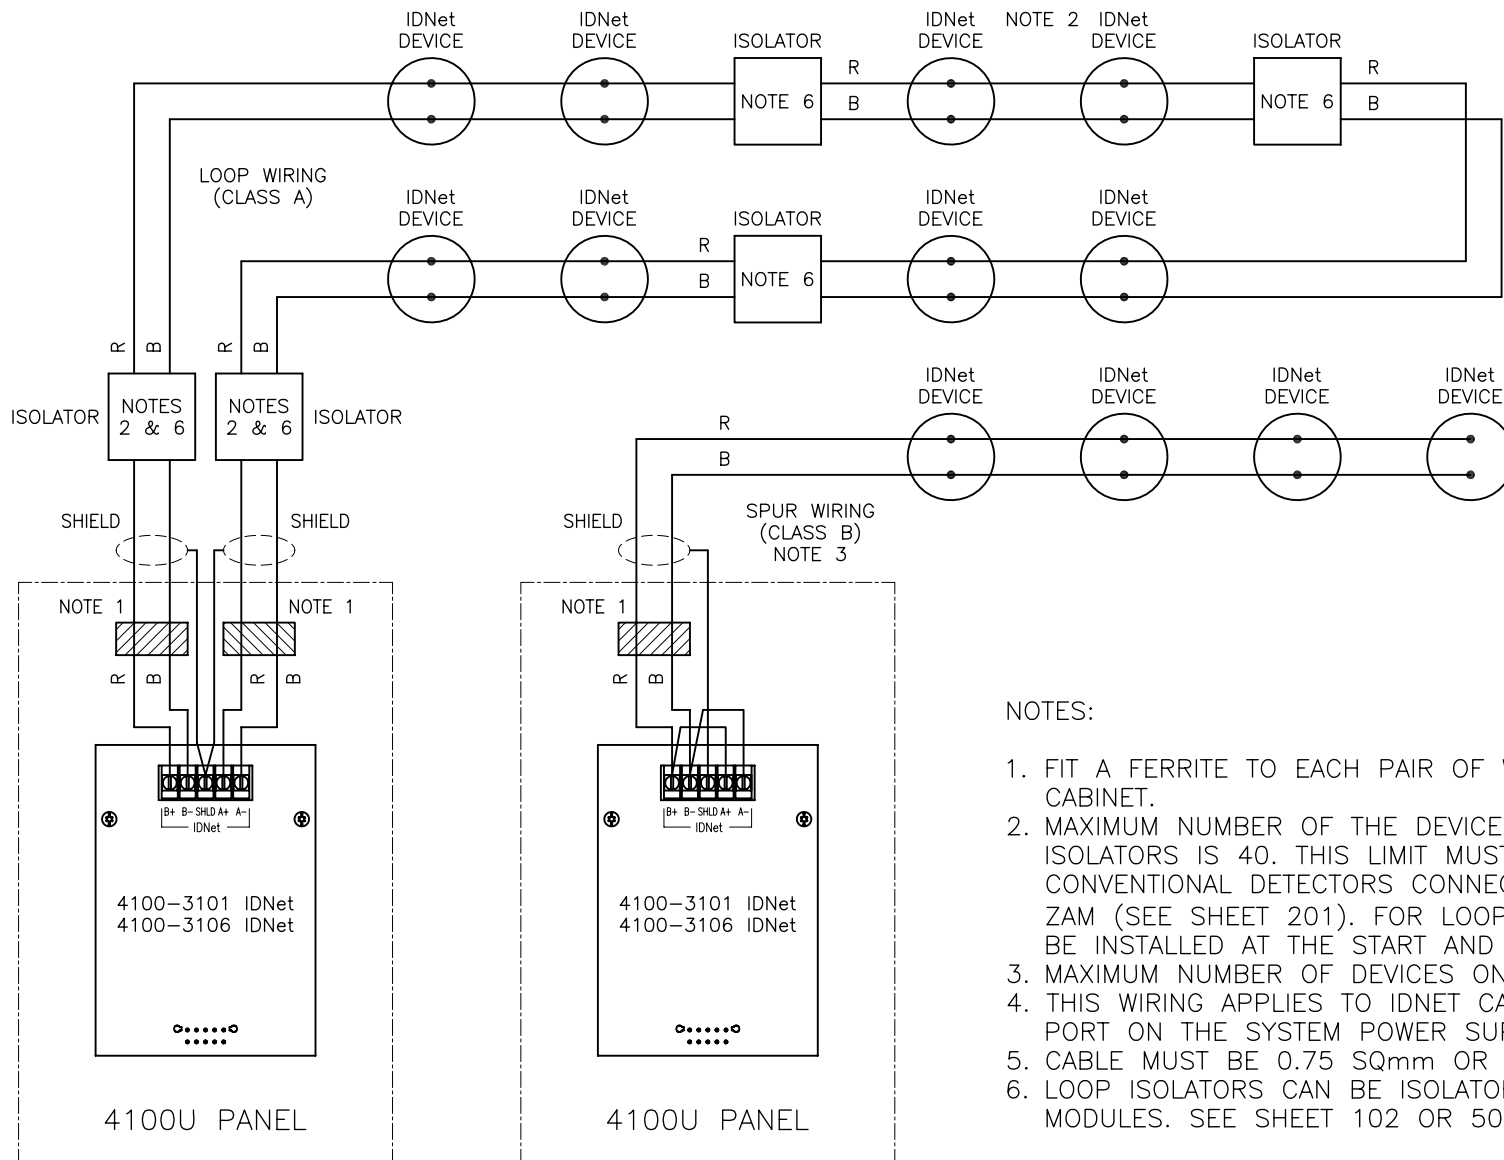 IDNet IDNet IDNet NOTE 2 IDNet
DEVICE DEVICE ISOLATOR DEVICE DEVICE ISOLATOR
R R
NOTE 6 B NOTE 6 B
LOOP WIRING
(CLASS A)
IDNet IDNet IDNet IDNet
DEVICE DEVICE ISOLATOR DEVICE DEVICE
R
B NOTE 6
R B R B
ISOLATOR NOTES 2 & 6 NOTES 2 & 6 ISOLATOR
IDNet IDNet IDNet IDNet
DEVICE DEVICE DEVICE DEVICE
R
B
SHIELD SHIELD SHIELD
SPUR WIRING
(CLASS B)
NOTE 3
NOTE 1 NOTE 1 NOTE 1
R B R B R B
B+ B- SHLD A+ A-
IDNet
4100-3101 IDNet
4100-3106 IDNet
4100U PANEL
B+ B- SHLD A+ A-
IDNet
4100-3101 IDNet
4100-3106 IDNet
4100U PANEL
NOTES:
1. FIT A FERRITE TO EACH PAIR OF
CABINET.
2. MAXIMUM NUMBER OF THE DEVICE
ISOLATORS IS 40. THIS LIMIT MUST
CONVENTIONAL DETECTORS CONNEC
ZAM (SEE SHEET 201). FOR LOOP
BE INSTALLED AT THE START AND
3. MAXIMUM NUMBER OF DEVICES ON
4. THIS WIRING APPLIES TO IDNET CA
PORT ON THE SYSTEM POWER SU
5. CABLE MUST BE 0.75 SQmm OR
6. LOOP ISOLATORS CAN BE ISOLATO
MODULES. SEE SHEET 102 OR 50